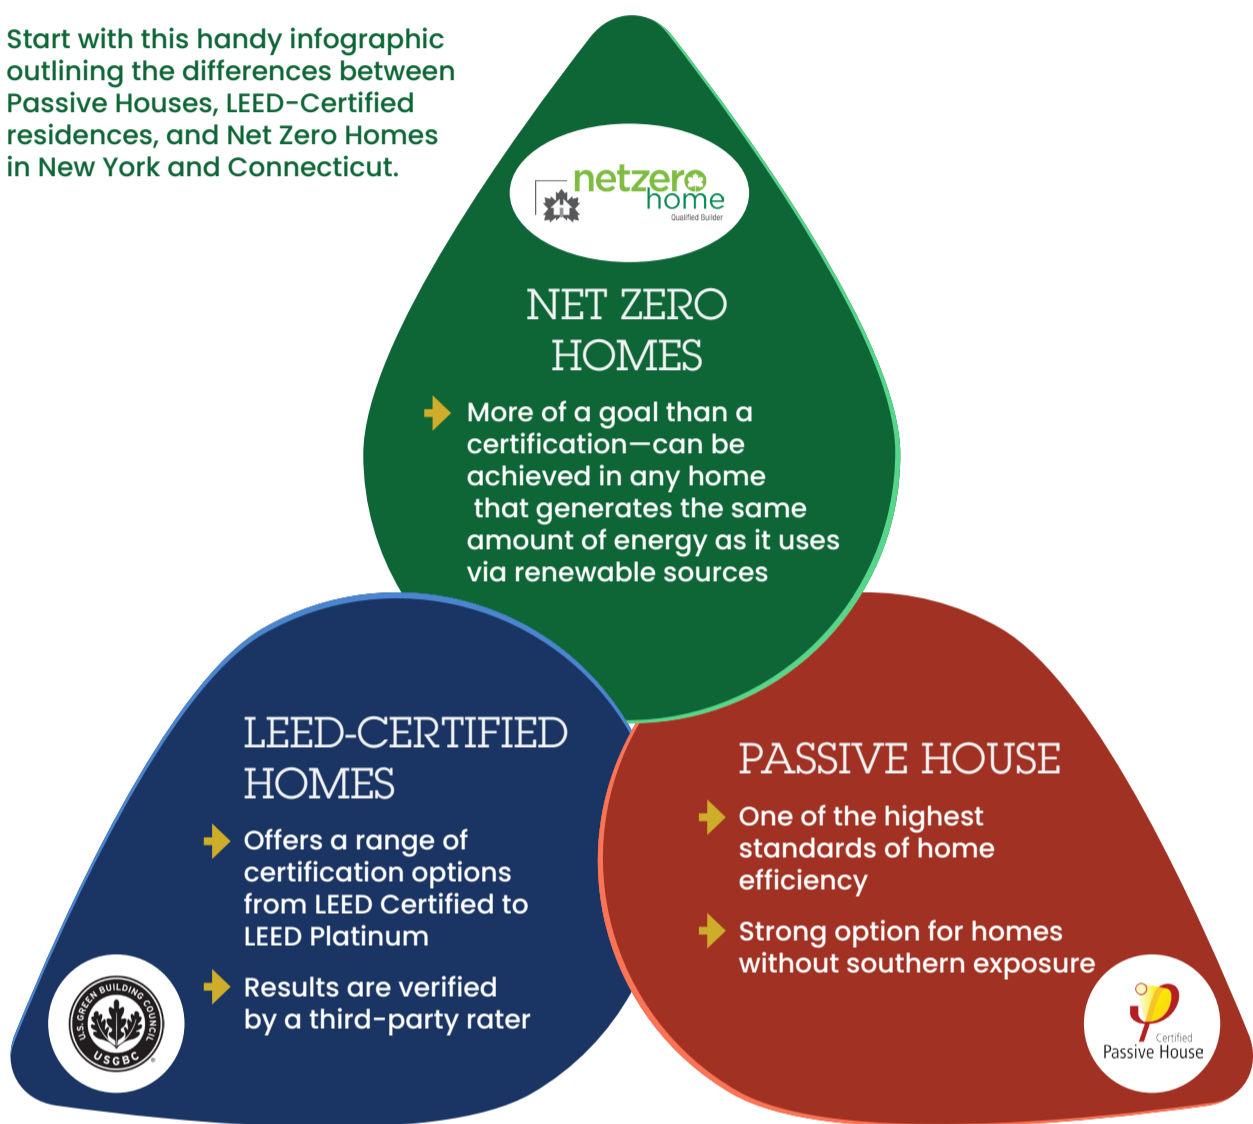 Start with this handy infographic
outlining the differences between
Passive Houses, LEED-Certified
residences, and Net Zero Homes
in New York and Connecticut.
netzero
home
Qualified Builder
NET ZERO
HOMES
More of a goal than a
certification—can be
achieved in any home
that generates the same
amount of energy as it uses
via renewable sources
LEED-CERTIFIED
HOMES
Offers a range of
certification options
from LEED Certified to
LEED Platinum
Results are verified
by a third-party rater
U.S. GREEN BUILDING COUNCIL
USGBC
®
PASSIVE HOUSE
One of the highest
standards of home
efficiency
Strong option for homes
without southern exposure
Certified
Passive House